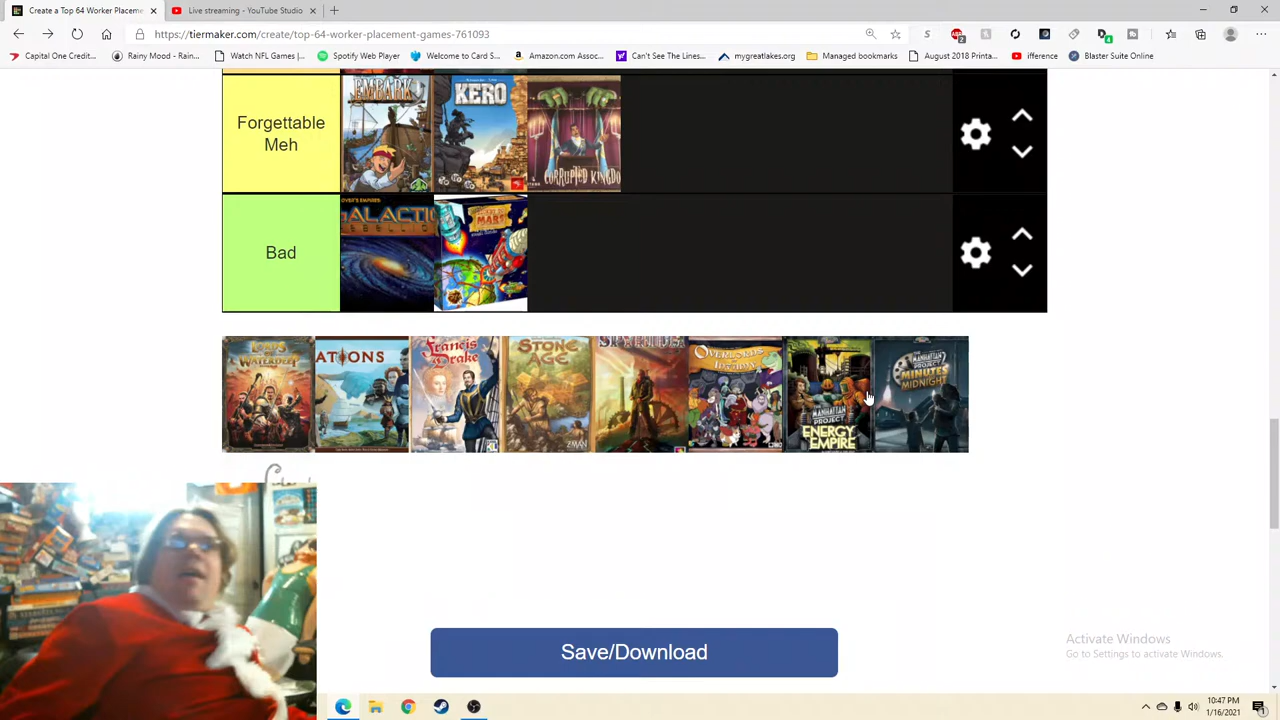 Create a Top 64 Worker Placeme
Live streaming - YouTube Studio
https://tiermaker.com/create/top-64-worker-placement-games-761093
Capital One Credit...
Rainy Mood - Rain...
Watch NFL Games |...
Spotify Web Player
Welcome to Card S...
Amazon.com Assoc...
Can't See The Lines...
mygreatlakes.org
Managed bookmarks
August 2018 Printa...
ifference
Blaster Suite Online
Forgettable
Meh
EMBARK
KERO
CORRUPTED KINGDO
Bad
ALACTIC
MARS
LORDS OF
WATERDEEP
ATIONS
Francis
Drake
STONE
AGE
OVERLORDS
of
INFAMY
THE
MANHATTAN
PROJECT
ENERGY
EMPIRE
MANHATTAN
PROJECT
MINUTES
MIDNIGHT
Save/Download
Activate Windows
Go to Settings to activate Windows.
10:47 PM
1/16/2021